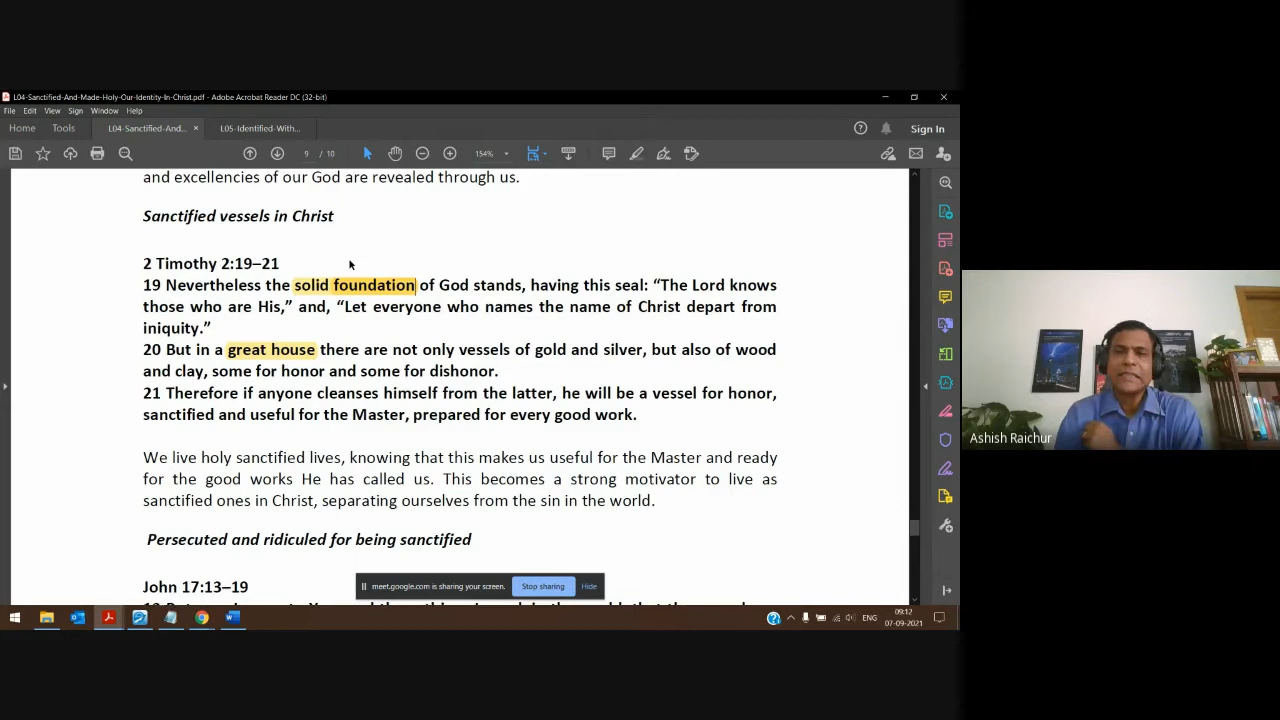 L04-Sanctified-And-Made-Holy-Our-Identity-In-Christ.pdf - Adobe Acrobat Reader DC (32-bit)
File Edit View Sign Window Help
Home Tools L04-Sanctified-And... × L05-Identified-With... Sign In
9 / 10 154%
and excellencies of our God are revealed through us.
Sanctified vessels in Christ
2 Timothy 2:19–21
19 Nevertheless the solid foundation of God stands, having this seal: “The Lord knows
those who are His,” and, “Let everyone who names the name of Christ depart from
iniquity.”
20 But in a great house there are not only vessels of gold and silver, but also of wood
and clay, some for honor and some for dishonor.
21 Therefore if anyone cleanses himself from the latter, he will be a vessel for honor,
sanctified and useful for the Master, prepared for every good work.
We live holy sanctified lives, knowing that this makes us useful for the Master and ready
for the good works He has called us. This becomes a strong motivator to live as
sanctified ones in Christ, separating ourselves from the sin in the world.
Persecuted and ridiculed for being sanctified
John 17:13–19
meet.google.com is sharing your screen. Stop sharing Hide
ENG 09:12
07-09-2021
Ashish Raichur